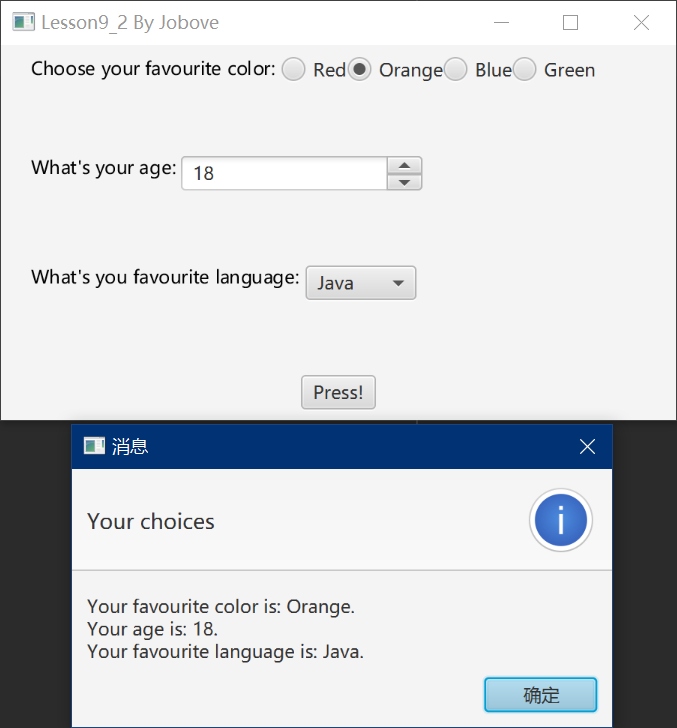 Lesson9_2 By Jobove
Choose your favourite color: Red Orange Blue Green
What's your age: 18
What's you favourite language: Java
Press!
消息
Your choices
i
Your favourite color is: Orange.
Your age is: 18.
Your favourite language is: Java.
确定